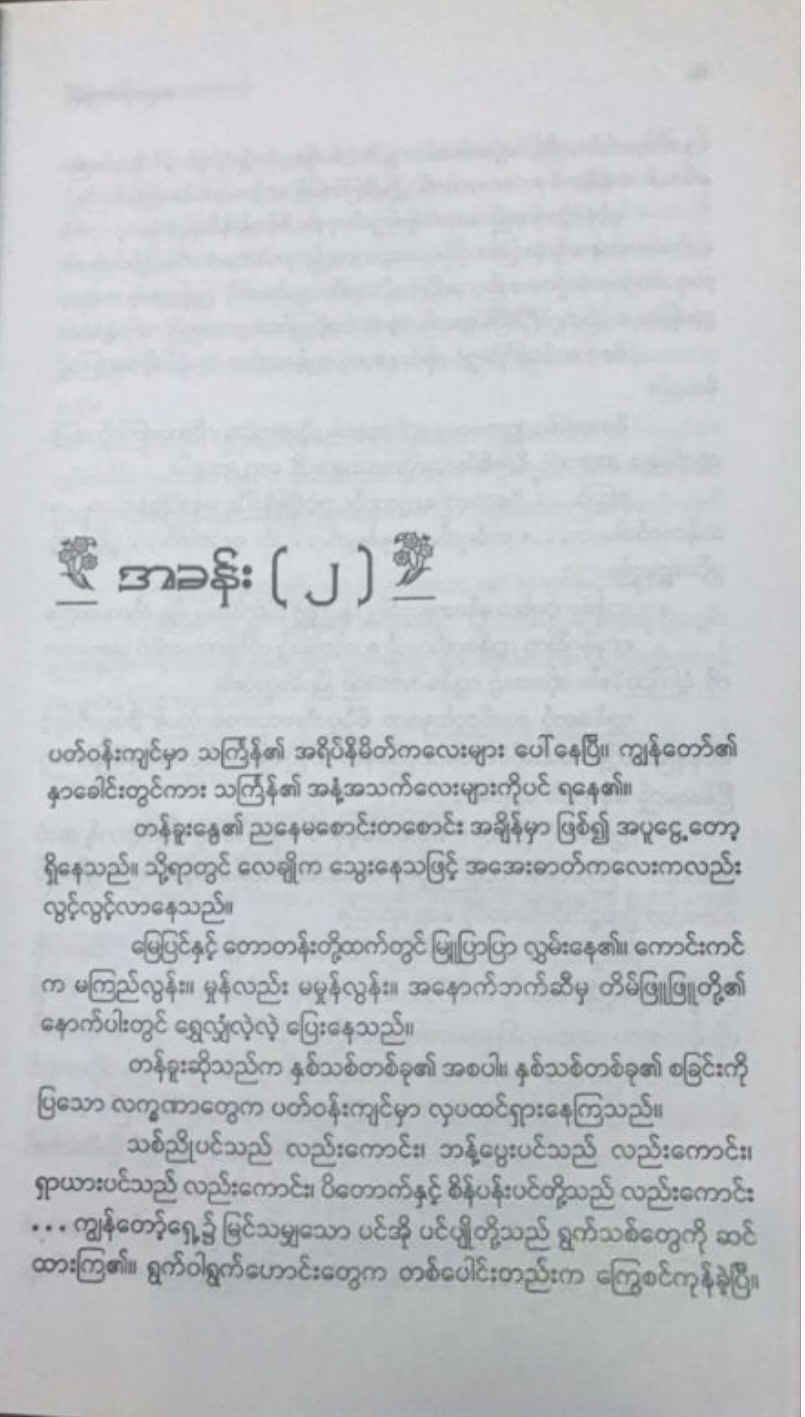 အခန်း ( ၂ )
ပတ်ဝန်းကျင်မှာ သင်္ကြန်၏ အရိပ်နိမိတ်ကလေးများ ပေါ်နေပြီ။ ကျွန်တော်၏
နှာခေါင်းတွင်ကား သင်္ကြန်၏ အနံ့အသက်လေးများကိုပင် ရနေ၏။
တန်ခူးနွေ၏ ညနေမစောင်းတစောင်း အချိန်မှာ ဖြစ်၍ အပူငွေ့တော့
ရှိနေသည်။ သို့ရာတွင် လေချိုက သွေးနေသဖြင့် အအေးဓာတ်ကလေးကလည်း
လွင့်လွင့်လာနေသည်။
မြေပြင်နှင့် တောတန်းတို့ထက်တွင် မြူပြာပြာ လွှမ်းနေ၏။ ကောင်းကင်
က မကြည်လွန်း။ မှုန်လည်း မမှုန်လွန်း။ အနောက်ဘက်ဆီမှ တိမ်ဖြူဖြူတို့၏
နောက်ပါးတွင် ရွှေလျှံလဲ့လဲ့ ပြေးနေသည်။
တန်ခူးဆိုသည်က နှစ်သစ်တစ်ခု၏ အစပါ။ နှစ်သစ်တစ်ခု၏ စခြင်းကို
ပြသော လက္ခဏာတွေက ပတ်ဝန်းကျင်မှာ လှပထင်ရှားနေကြသည်။
သစ်ညိုပင်သည် လည်းကောင်း၊ ဘန့်ပွေးပင်သည် လည်းကောင်း၊
ရှာယားပင်သည် လည်းကောင်း၊ ပိတောက်နှင့် စိန်ပန်းပင်တို့သည် လည်းကောင်း
... ကျွန်တော့်ရှေ့၌ မြင်သမျှသော ပင်အို ပင်ပျိုတို့သည် ရွက်သစ်တွေကို ဆင်
ထားကြ၏။ ရွက်ဝါရွက်ဟောင်းတွေက တစ်ပေါင်းတည်းက ကြွေစင်ကုန်ခဲ့ပြီ။